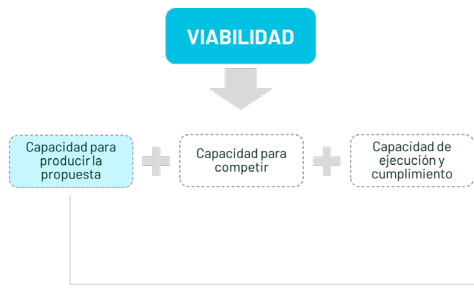 VIABILIDAD
Capacidad para
producir la
propuesta
Capacidad para
competir
Capacidad de
ejecución y
cumplimiento